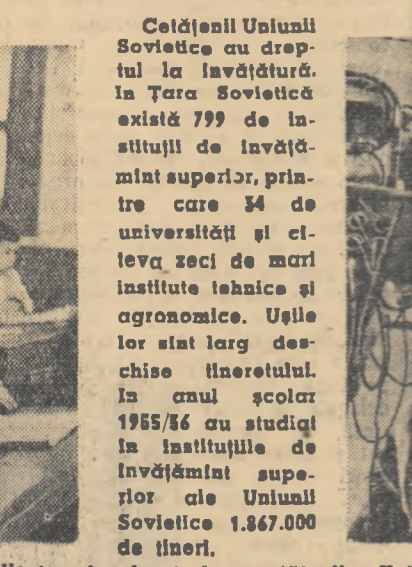 Cetățenii Uniunii
Sovietice au drep-
tul la învățătură.
In Țara Sovietică
există 799 de in-
stituții de învăță-
mînt superior, prin-
tre care 34 de
universități și cî-
teva zeci de mari
institute tehnice și
agronomice. Ușile
lor sînt larg des-
chise tineretului.
In anul școlar
1955/56 au studiat
în instituțiile de
învățămînt supe-
rior ale Uniunii
Sovietice 1.867.000
de tineri.